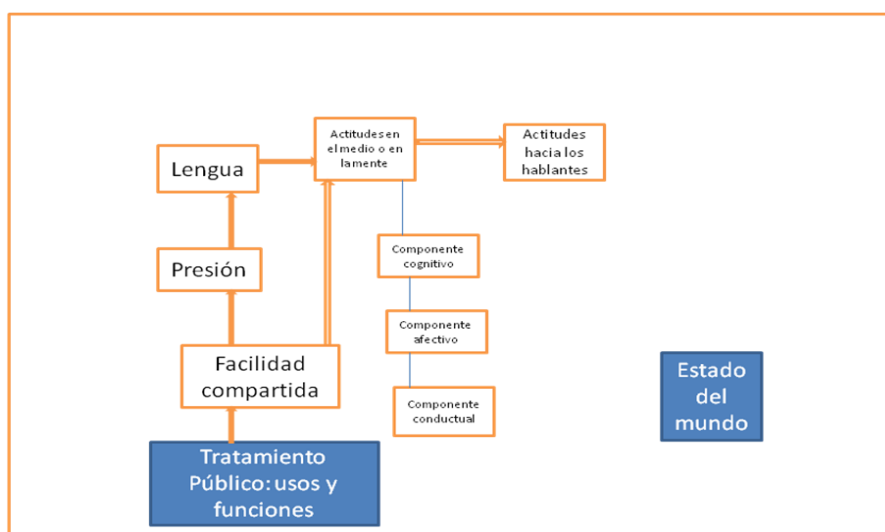 Actitudes en
el medio o en
la mente
Actitudes
hacia los
hablantes
Lengua
Componente
cognitivo
Presión
Componente
afectivo
Facilidad
compartida
Estado
del
mundo
Componente
conductual
Tratamiento
Público: usos y
funciones